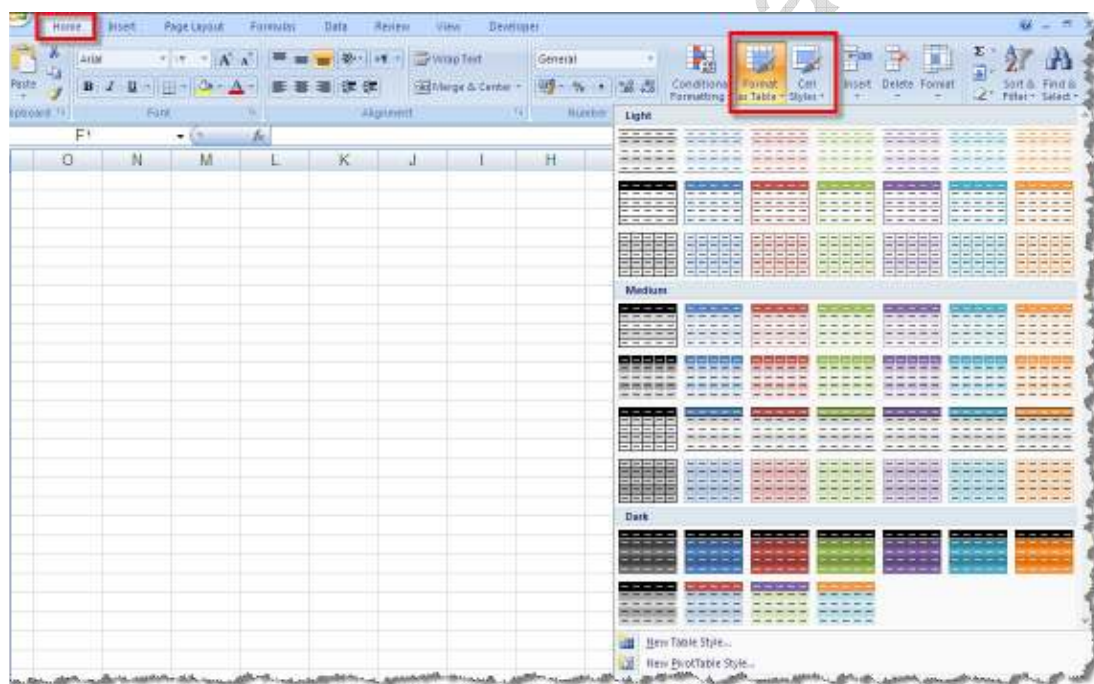 Home Insert Page Layout Formulas Data Review View Developer
Paste Arial Wrap Text General Conditional Formatting Format as Table Cell Styles Insert Delete Format Sort & Filter Find & Select
B I U Merge & Center %
Font Alignment Number
F1 fx
O N M L K J I H
Light
Medium
Dark
New Table Style...
New PivotTable Style...